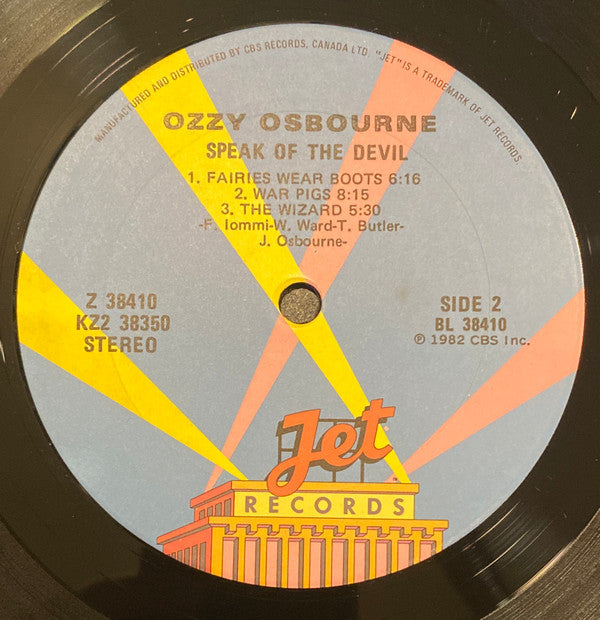 MANUFACTURED AND DISTRIBUTED BY CBS RECORDS, CANADA LTD "JET" IS A TRADEMARK OF JET RECORDS.
OZZY OSBOURNE
SPEAK OF THE DEVIL
1. FAIRIES WEAR BOOTS 6:16
2. WAR PIGS 8:15
3. THE WIZARD 5:30
-F. Iommi-W. Ward-T. Butler-
J. Osbourne-
Z 38410
KZ2 38350
STEREO
SIDE 2
BL 38410
℗ 1982 CBS Inc.
Jet
RECORDS
TM